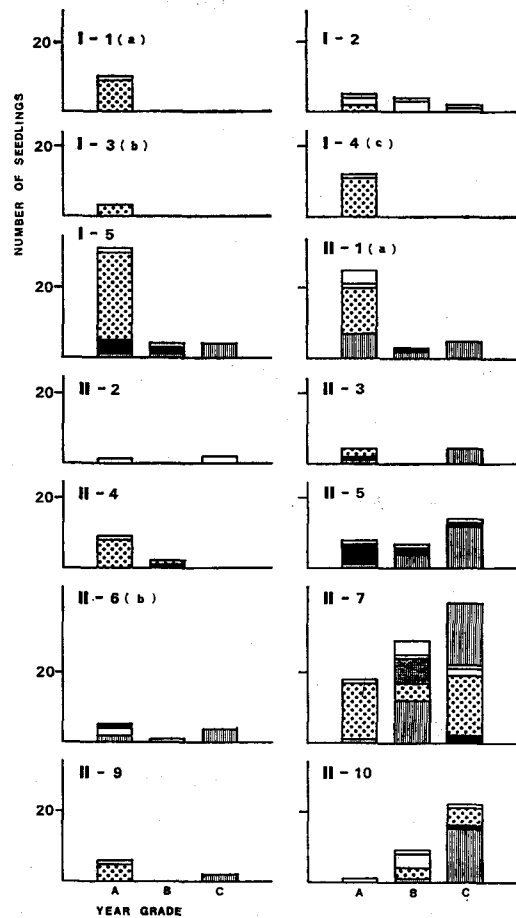 NUMBER OF SEEDLINGS
20
I - 1 (a)
I - 2
20
I - 3 (b)
I - 4 (c)
20
I - 5
II - 1 (a)
20
II - 2
II - 3
20
II - 4
II - 5
20
II - 6 (b)
II - 7
20
II - 9
II - 10
A B C
A B C
YEAR GRADE